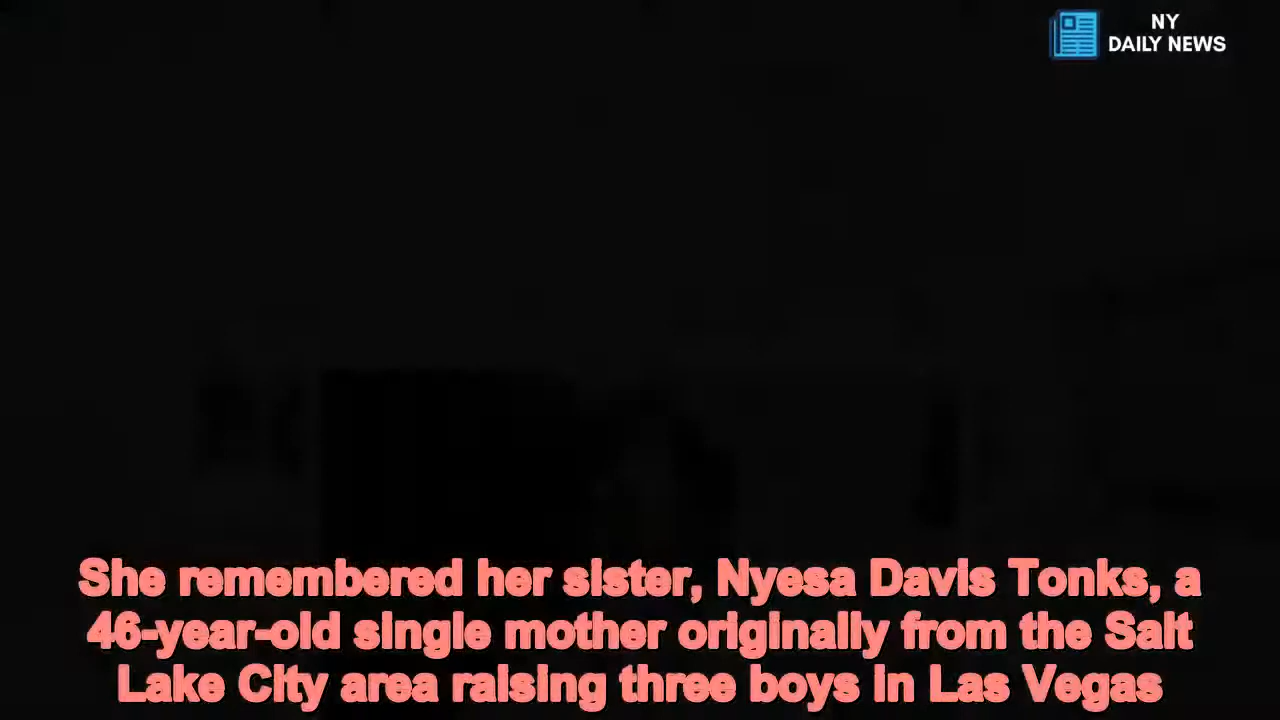 NY
DAILY NEWS
She remembered her sister, Nyesa Davis Tonks, a
46-year-old single mother originally from the Salt
Lake City area raising three boys in Las Vegas